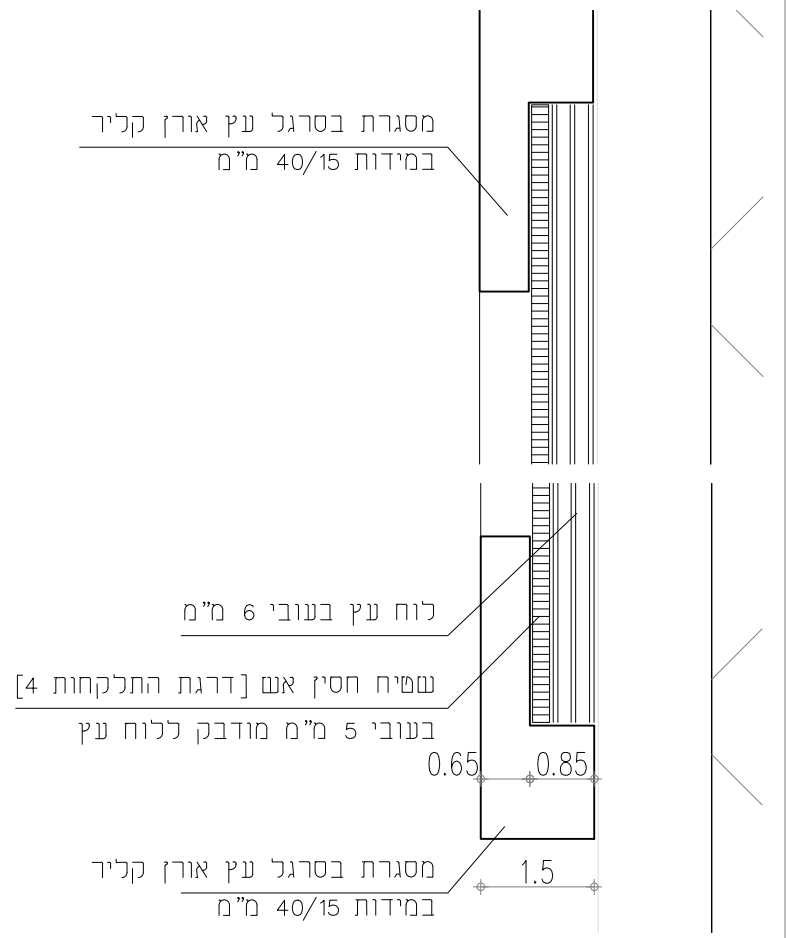 מסגרת בסרגל עץ אורן קליר
במידות 40/15 מ"מ
לוח עץ בעובי 6 מ"מ
שטיח חסין אש [דרגת התלקחות 4]
בעובי 5 מ"מ מודבק ללוח עץ
0.65 0.85
מסגרת בסרגל עץ אורן קליר
במידות 40/15 מ"מ
1.5